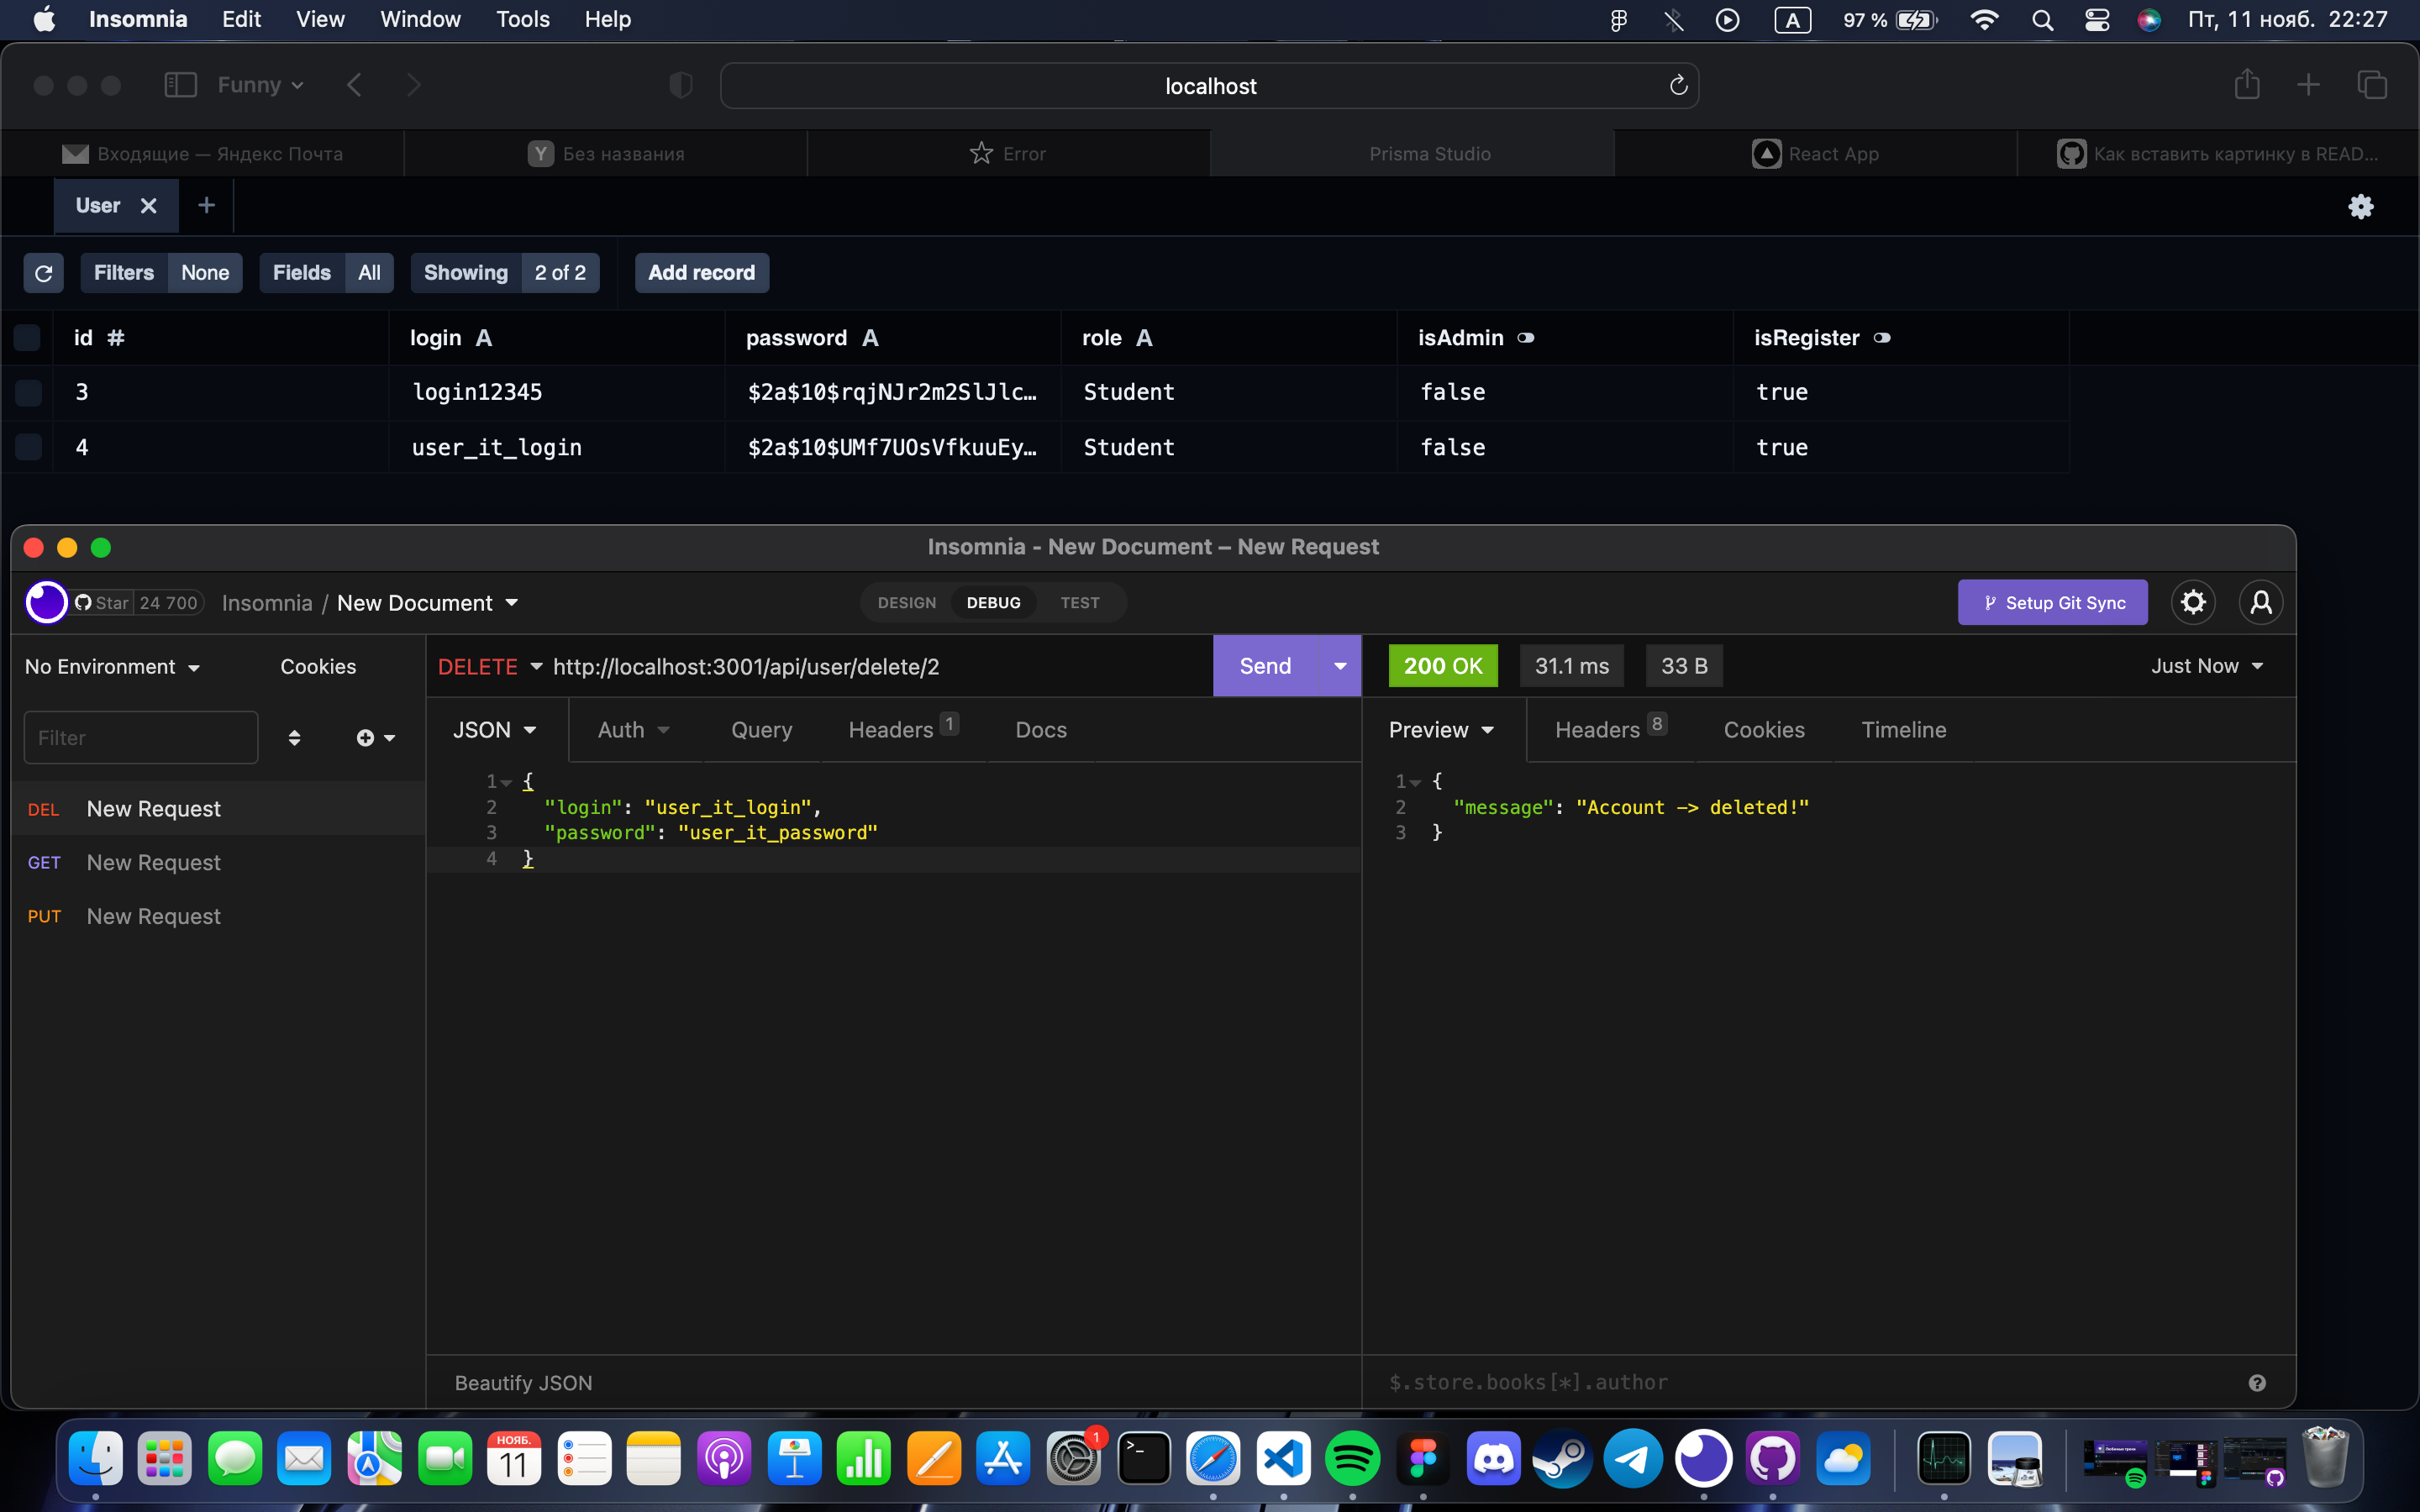 Insomnia Edit View Window Tools Help A 97 % Пт, 11 нояб. 22:27
Funny localhost
Входящие — Яндекс Почта Y Без названия Error Prisma Studio React App Как вставить картинку в READ...
User
Filters None Fields All Showing 2 of 2 Add record
id # login A password A role A isAdmin isRegister
3 login12345 $2a$10$rqjNJr2m2SlJlc… Student false true
4 user_it_login $2a$10$UMf7UOsVfkuuEy… Student false true
Insomnia - New Document – New Request
Star 24 700 Insomnia / New Document DESIGN DEBUG TEST Setup Git Sync
No Environment Cookies DELETE http://localhost:3001/api/user/delete/2 Send 200 OK 31.1 ms 33 B Just Now
Filter JSON Auth Query Headers 1 Docs Preview Headers 8 Cookies Timeline
DEL New Request
GET New Request
PUT New Request
1 {
2 "login": "user_it_login",
3 "password": "user_it_password"
4 }
1 {
2 "message": "Account -> deleted!"
3 }
Beautify JSON $.store.books[*].author
НОЯБ.
11
1